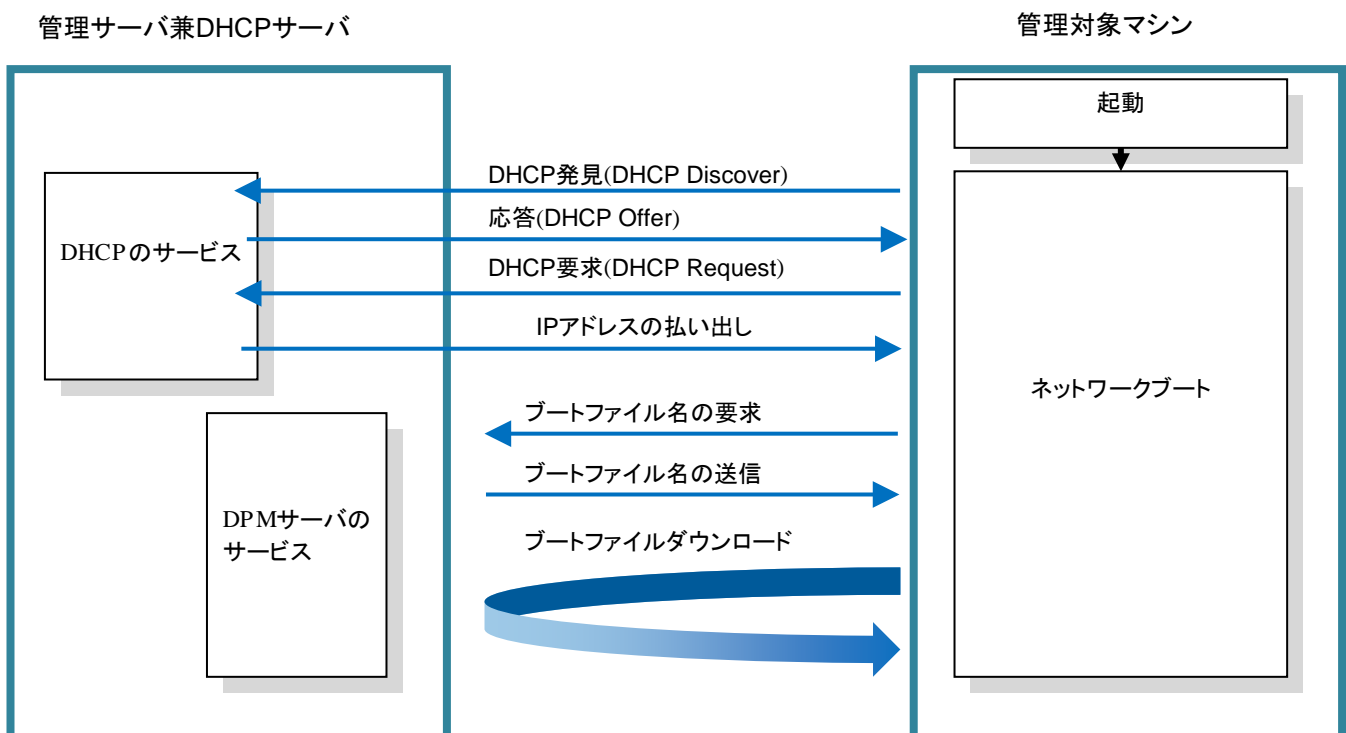 管理サーバ兼DHCPサーバ
管理対象マシン
起動
DHCP発見(DHCP Discover)
応答(DHCP Offer)
DHCPのサービス
DHCP要求(DHCP Request)
IPアドレスの払い出し
ネットワークブート
ブートファイル名の要求
ブートファイル名の送信
DPMサーバの
サービス
ブートファイルダウンロード